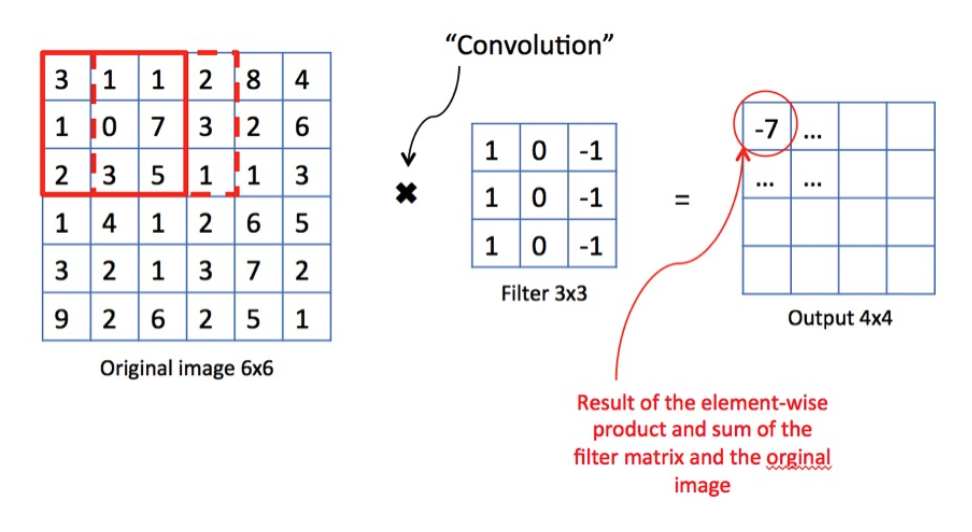 “Convolution”
3 1 1 2 8 4
1 0 7 3 2 6
2 3 5 1 1 3
1 4 1 2 6 5
3 2 1 3 7 2
9 2 6 2 5 1
Original image 6x6
✖
1 0 -1
1 0 -1
1 0 -1
Filter 3x3
=
-7 ...
... ...
Output 4x4
Result of the element-wise
product and sum of the
filter matrix and the orginal
image